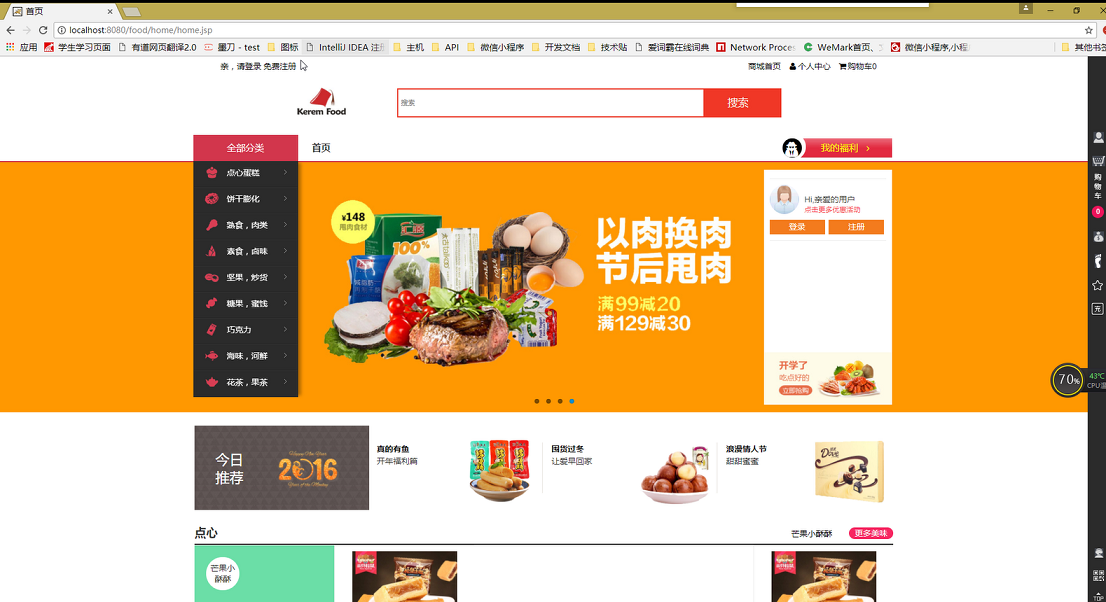 首页
localhost:8080/food/home/home.jsp
应用 学生学习页面 有道网页翻译2.0 墨刀 - test 图标 IntelliJ IDEA 注册 主机 API 微信小程序 开发文档 技术贴 爱词霸在线词典 Network Proce WeMark首页、 微信小程序,小程 其他书签
亲，请登录 免费注册
商城首页 个人中心 购物车0
Kerem Food
搜索 搜索
全部分类 首页 我的福利 ›
点心蛋糕
饼干膨化
熟食，肉类
素食，卤味
坚果，炒货
糖果，蜜饯
巧克力
海味，河鲜
花茶，果茶
¥148
甩肉食材
100%
以肉换肉
节后甩肉
满99减20
满129减30
Hi,亲爱的用户
点击更多优惠活动
登录 注册
开学了
吃点好的
立即抢购
购物车
0
充
70%
43℃
CPU温
今日
推荐
2016
真的有鱼
开年福利篇
囤货过冬
让爱早回家
浪漫情人节
甜甜蜜蜜
点心
芒果小酥酥 更多美味
芒果小
酥酥
TOP